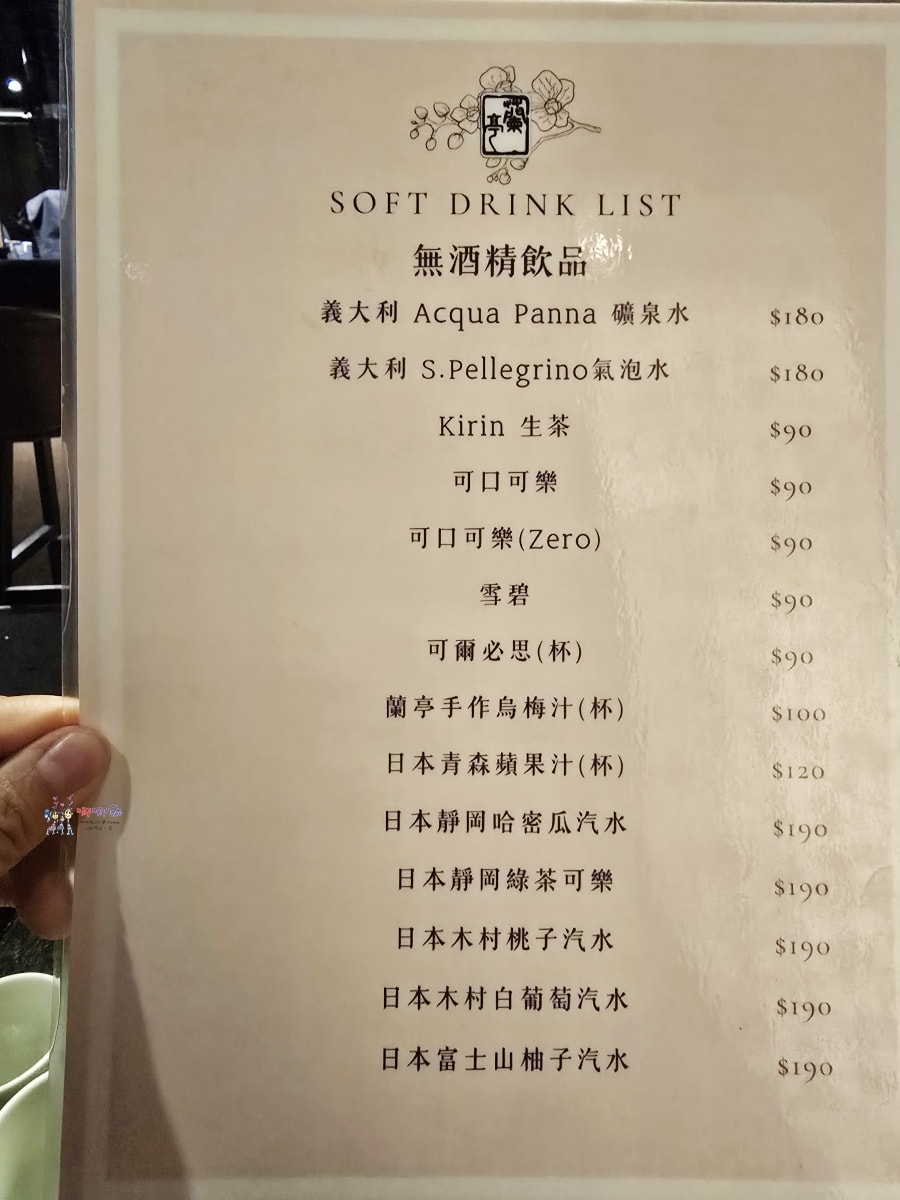 蘭亭
SOFT DRINK LIST
無酒精飲品
義大利 Acqua Panna 礦泉水 $180
義大利 S.Pellegrino氣泡水 $180
Kirin 生茶 $90
可口可樂 $90
可口可樂(Zero) $90
雪碧 $90
可爾必思(杯) $90
蘭亭手作烏梅汁(杯) $100
日本青森蘋果汁(杯) $120
日本靜岡哈密瓜汽水 $190
日本靜岡綠茶可樂 $190
日本木村桃子汽水 $190
日本木村白葡萄汽水 $190
日本富士山柚子汽水 $190